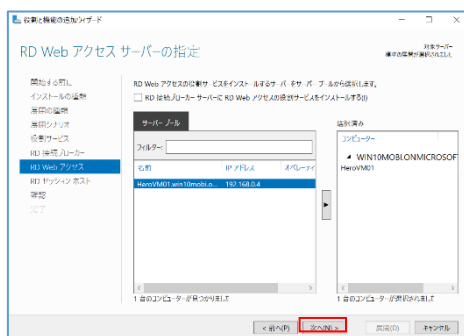 役割と機能の追加ウィザード
RD Web アクセス サーバーの指定
対象サーバー
標準の展開が選択されました
開始する前に
インストールの種類
展開の種類
展開シナリオ
役割サービス
RD 接続ブローカー
RD Web アクセス
RD セッション ホスト
確認
完了
RD Web アクセスの役割サービスをインストールするサーバーをサーバー プールから選択します。
RD 接続ブローカー サーバーに RD Web アクセスの役割サービスをインストールする(I)
サーバー プール
フィルター:
名前 IP アドレス オペレーティ
HeroVM01.win10mobi.o... 192.168.0.4
1 台のコンピューターが見つかりました
選択済み
コンピューター
WIN10MOBI.ONMICROSOF
HeroVM01
1 台のコンピューターが選択されました
< 前へ(P) 次へ(N) > 展開(D) キャンセル